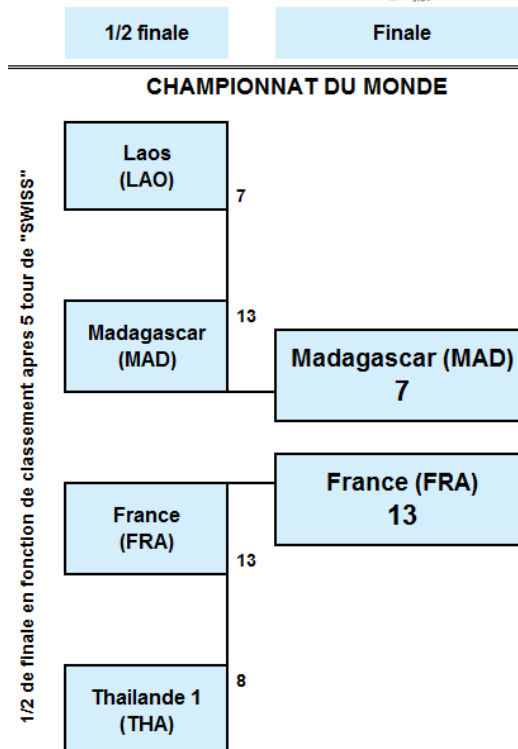 1/2 finale
Finale
CHAMPIONNAT DU MONDE
1/2 de finale en fonction de classement apres 5 tour de "SWISS"
Laos
(LAO)
7
Madagascar
(MAD)
13
Madagascar (MAD)
7
France (FRA)
13
France
(FRA)
13
Thailande 1
(THA)
8